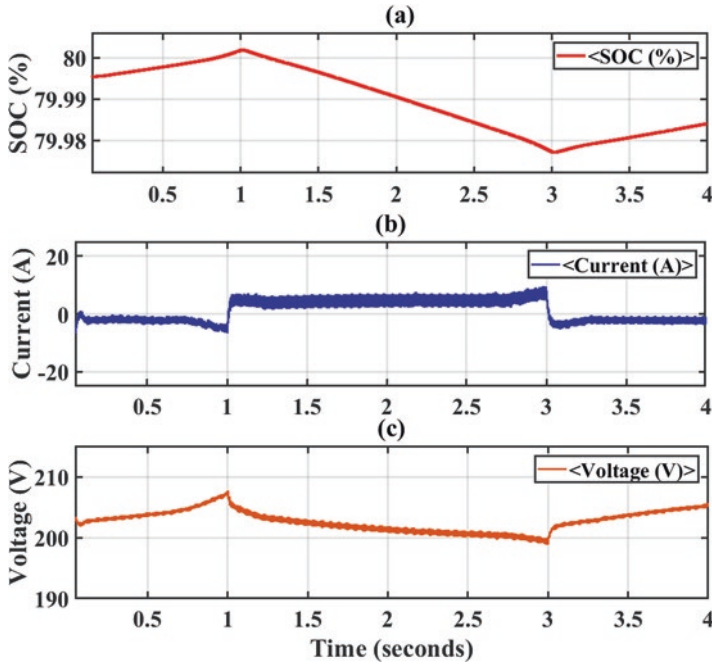 (a)
SOC (%)
80
79.99
79.98
<SOC (%)>
0.5 1 1.5 2 2.5 3 3.5 4
(b)
Current (A)
20
0
-20
<Current (A)>
0.5 1 1.5 2 2.5 3 3.5 4
(c)
Voltage (V)
210
200
190
<Voltage (V)>
0.5 1 1.5 2 2.5 3 3.5 4
Time (seconds)